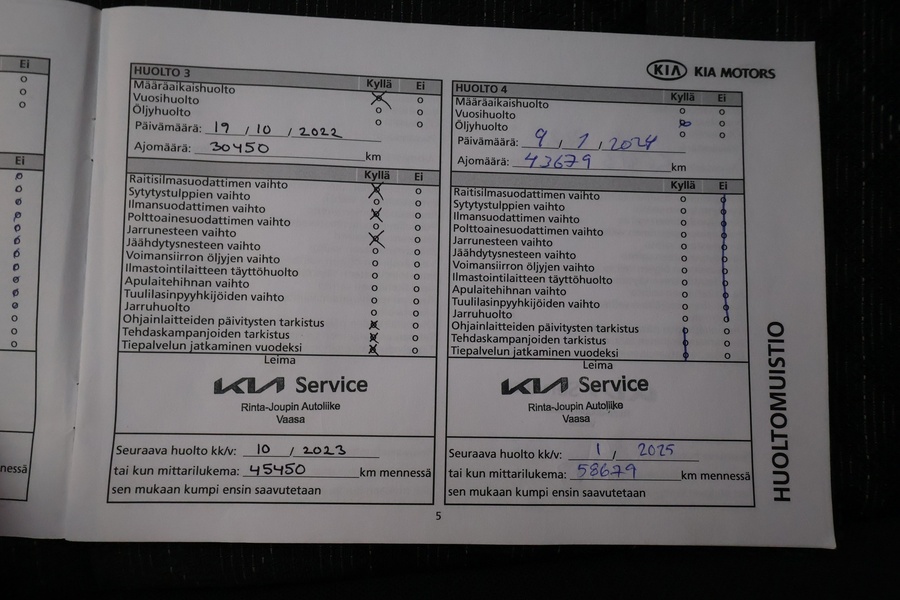 Ei
Ei
nessä
HUOLTO 3
Kyllä Ei
Määräaikaishuolto
Vuosihuolto
Öljyhuolto
Päivämäärä: 19 / 10 / 2022
Ajomäärä: 30450 km
Kyllä Ei
Raitisilmasuodattimen vaihto
Sytytystulppien vaihto
Ilmansuodattimen vaihto
Polttoainesuodattimen vaihto
Jarrunesteen vaihto
Jäähdytysnesteen vaihto
Voimansiirron öljyjen vaihto
Ilmastointilaitteen täyttöhuolto
Apulaitehihnan vaihto
Tuulilasinpyyhkijöiden vaihto
Jarruhuolto
Ohjainlaitteiden päivitysten tarkistus
Tehdaskampanjoiden tarkistus
Tiepalvelun jatkaminen vuodeksi
Leima
KIA Service
Rinta-Joupin Autoliike
Vaasa
Seuraava huolto kk/v: 10 / 2023
tai kun mittarilukema: 45450 km mennessä
sen mukaan kumpi ensin saavutetaan
KIA KIA MOTORS
HUOLTO 4
Kyllä Ei
Määräaikaishuolto
Vuosihuolto
Öljyhuolto
Päivämäärä: 9 , 1 , 2024
Ajomäärä: 43679 km
Kyllä Ei
Raitisilmasuodattimen vaihto
Sytytystulppien vaihto
Ilmansuodattimen vaihto
Polttoainesuodattimen vaihto
Jarrunesteen vaihto
Jäähdytysnesteen vaihto
Voimansiirron öljyjen vaihto
Ilmastointilaitteen täyttöhuolto
Apulaitehihnan vaihto
Tuulilasinpyyhkijöiden vaihto
Jarruhuolto
Ohjainlaitteiden päivitysten tarkistus
Tehdaskampanjoiden tarkistus
Tiepalvelun jatkaminen vuodeksi
Leima
KIA Service
Rinta-Joupin Autoliike
Vaasa
Seuraava huolto kk/v: 1 / 2025
tai kun mittarilukema: 58679 km mennessä
sen mukaan kumpi ensin saavutetaan
HUOLTOMUISTIO
5